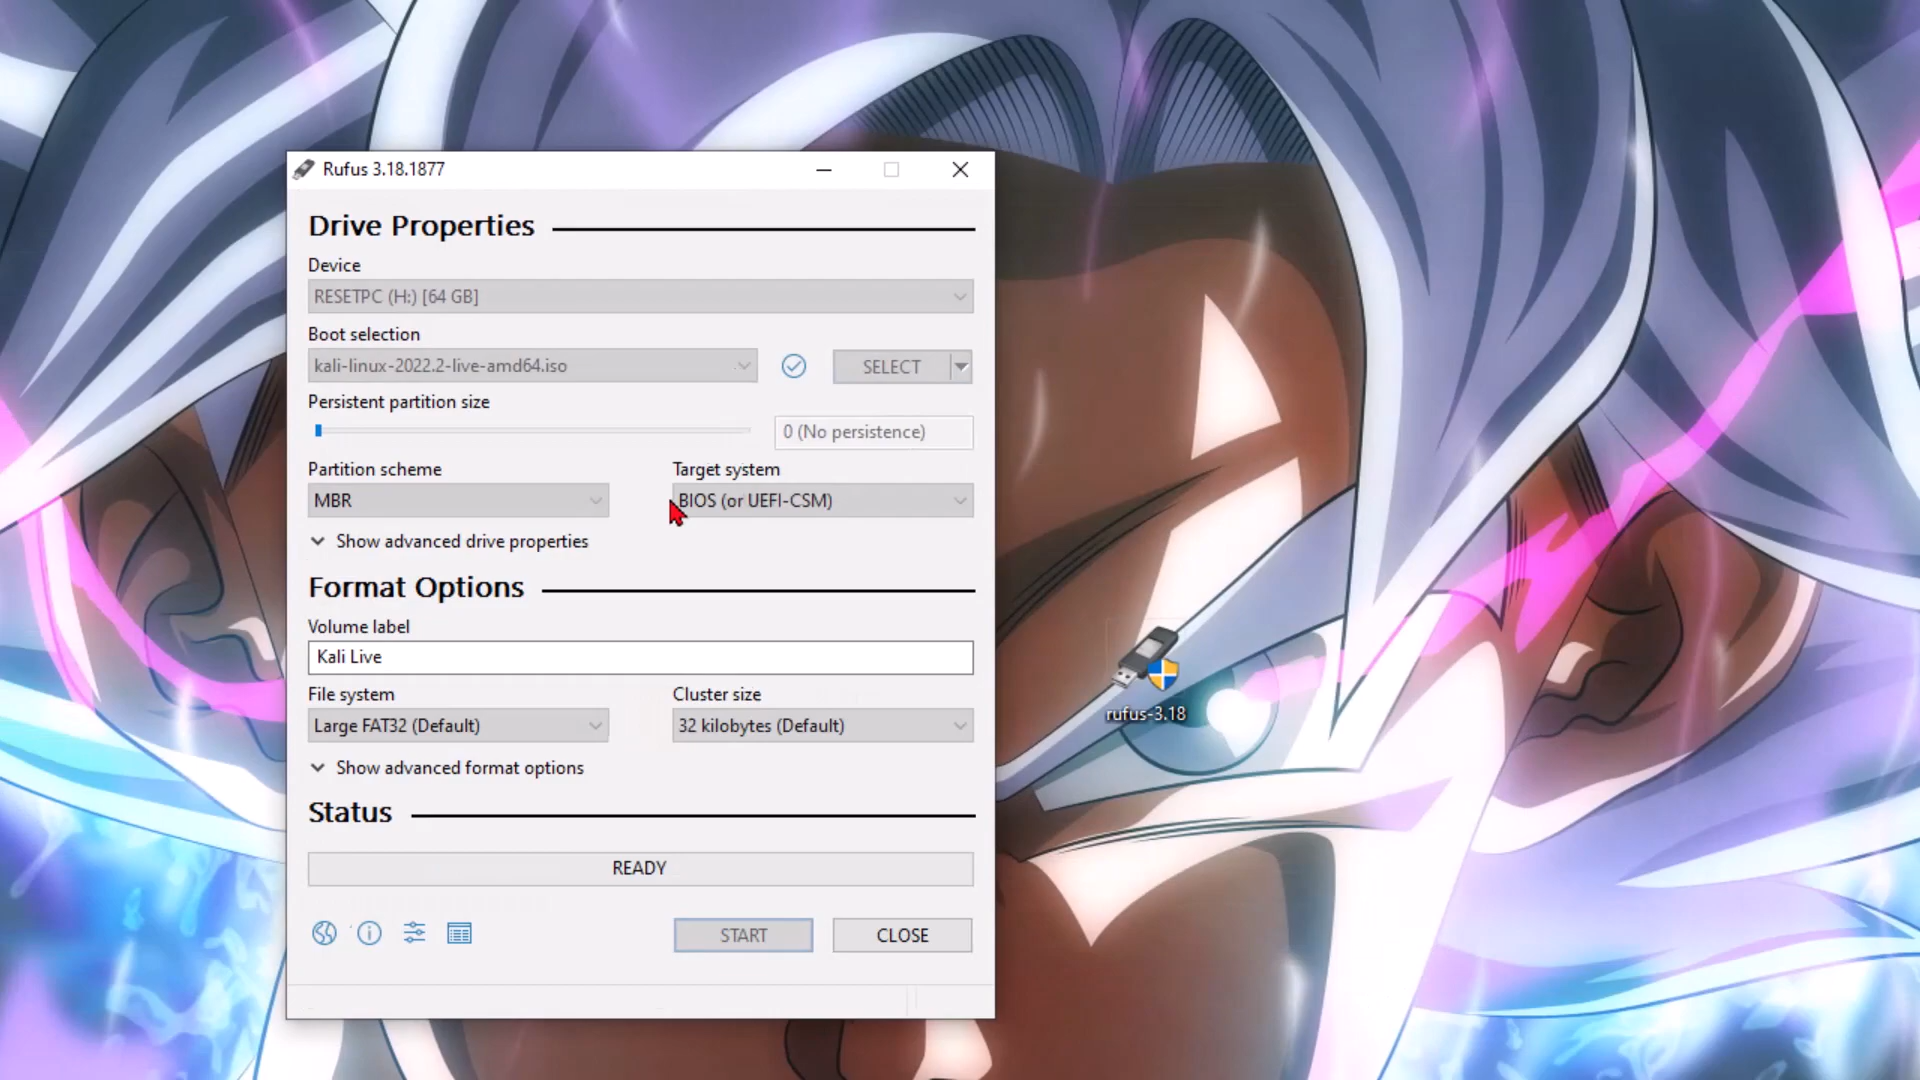 Rufus 3.18.1877
Drive Properties
Device
RESETPC (H:) [64 GB]
Boot selection
kali-linux-2022.2-live-amd64.iso
SELECT
Persistent partition size
0 (No persistence)
Partition scheme
Target system
MBR
BIOS (or UEFI-CSM)
Show advanced drive properties
Format Options
Volume label
Kali Live
File system
Cluster size
Large FAT32 (Default)
32 kilobytes (Default)
Show advanced format options
Status
READY
START
CLOSE
rufus-3.18